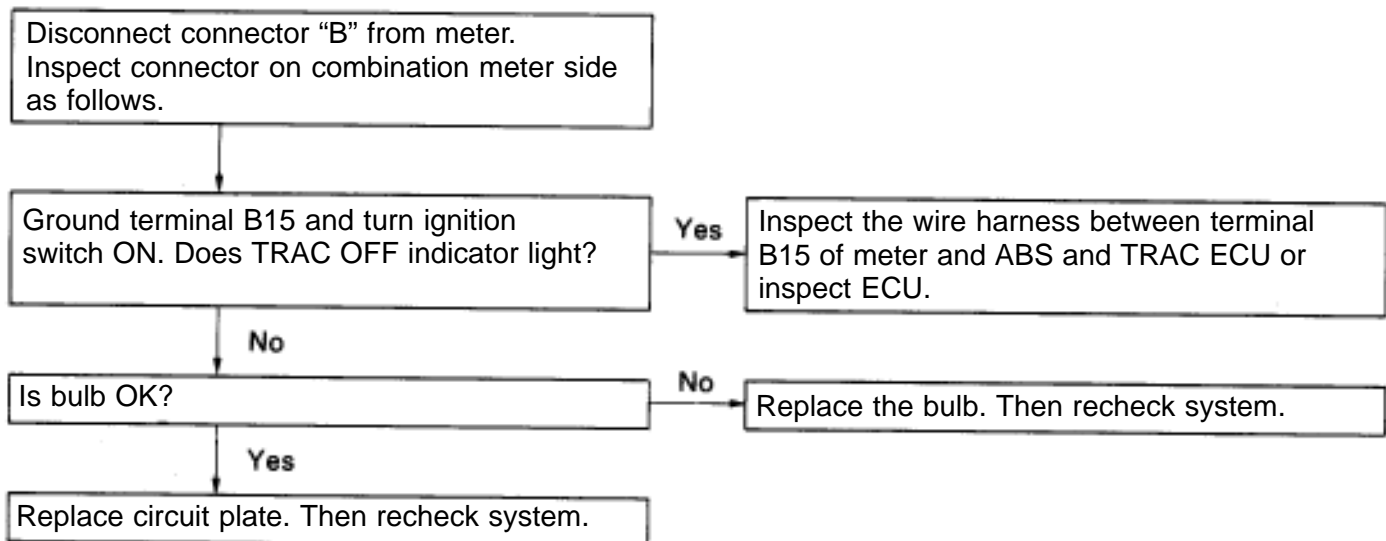 Disconnect connector “B” from meter.
Inspect connector on combination meter side
as follows.
Ground terminal B15 and turn ignition
switch ON. Does TRAC OFF indicator light?
Yes
Inspect the wire harness between terminal
B15 of meter and ABS and TRAC ECU or
inspect ECU.
No
Is bulb OK?
No
Replace the bulb. Then recheck system.
Yes
Replace circuit plate. Then recheck system.